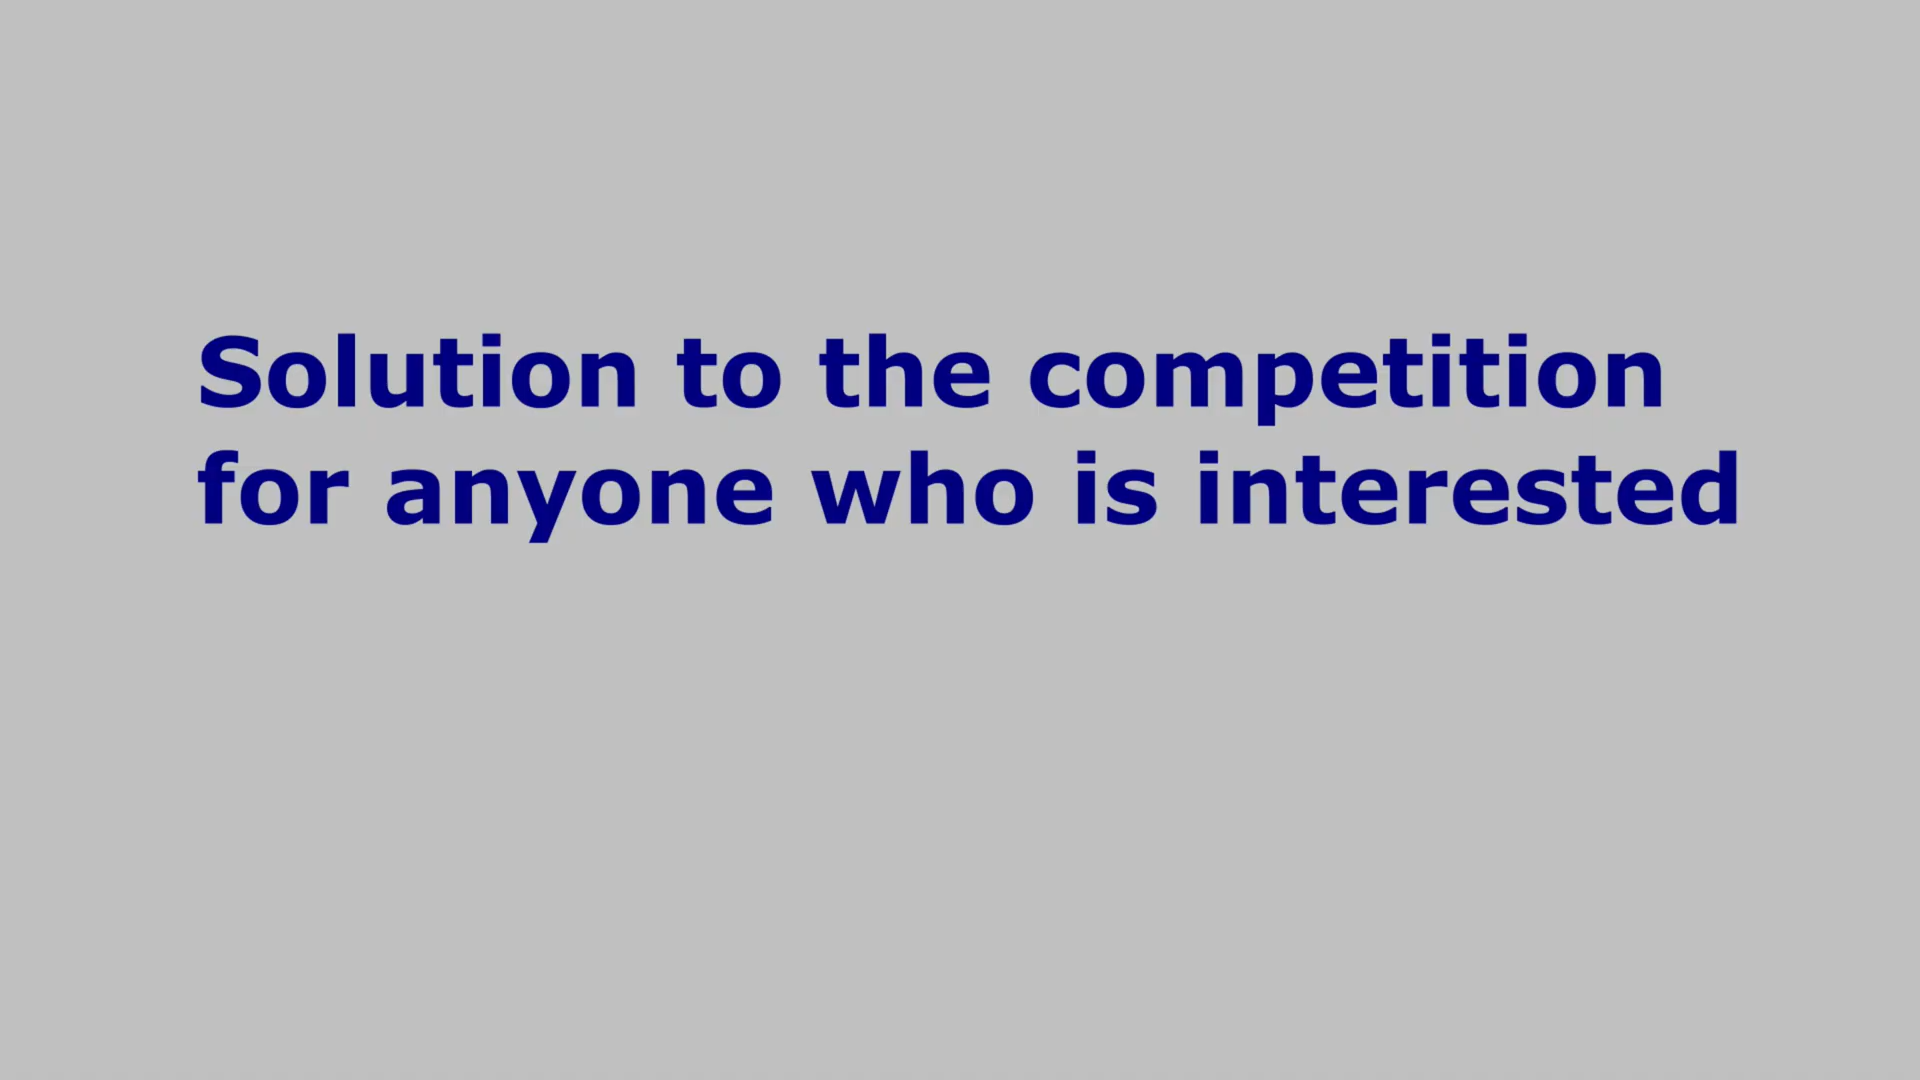 Solution to the competition
for anyone who is interested